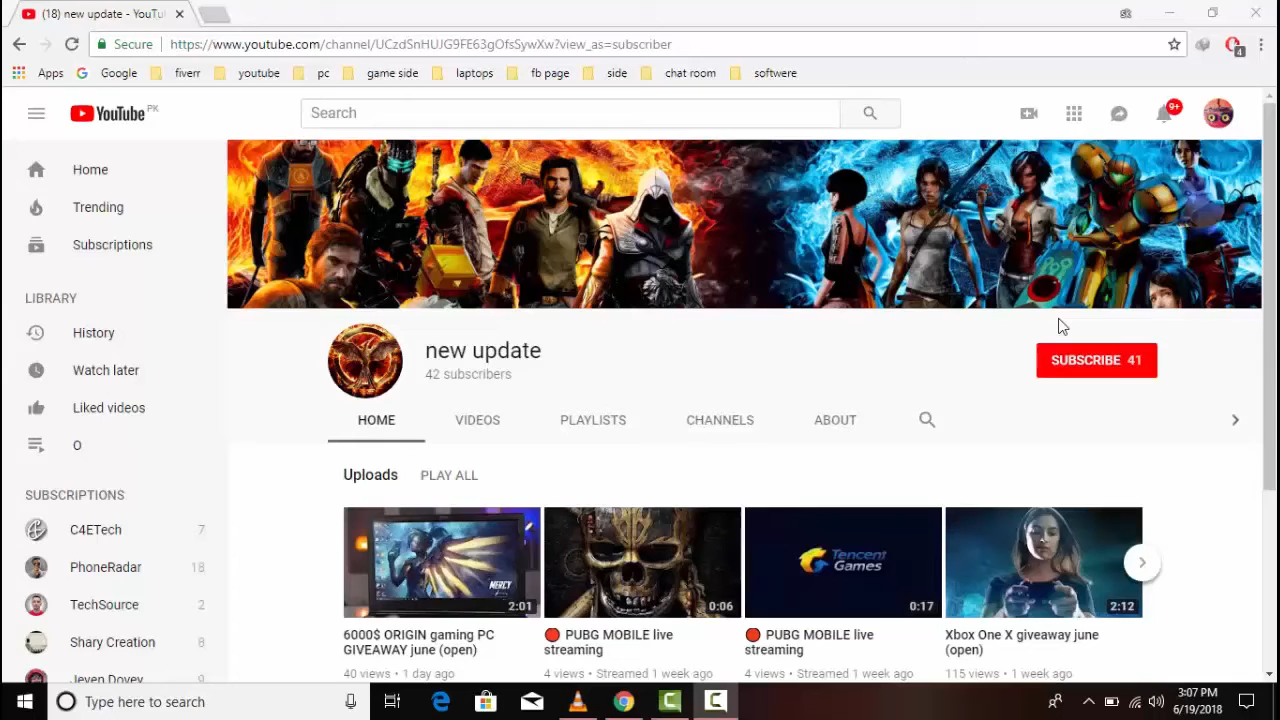 (18) new update - YouTu
Secure
https://www.youtube.com/channel/UCzdSnHUJG9FE63gOfsSywXw?view_as=subscriber
4
Apps Google fiverr youtube pc game side laptops fb page side chat room softwere
YouTube PK
Search
9+
Home
Trending
Subscriptions
LIBRARY
History
Watch later
Liked videos
O
SUBSCRIPTIONS
C4ETech 7
PhoneRadar 18
TechSource 2
Shary Creation 8
Jeven Dovey 9
new update
42 subscribers
SUBSCRIBE 41
HOME VIDEOS PLAYLISTS CHANNELS ABOUT
Uploads PLAY ALL
MERCY
2:01
0:06
Tencent
Games
0:17
2:12
6000$ ORIGIN gaming PC
GIVEAWAY june (open)
40 views • 1 day ago
PUBG MOBILE live
streaming
4 views • Streamed 1 week ago
PUBG MOBILE live
streaming
4 views • Streamed 1 week ago
Xbox One X giveaway june
(open)
115 views • 1 week ago
Type here to search
3:07 PM
6/19/2018